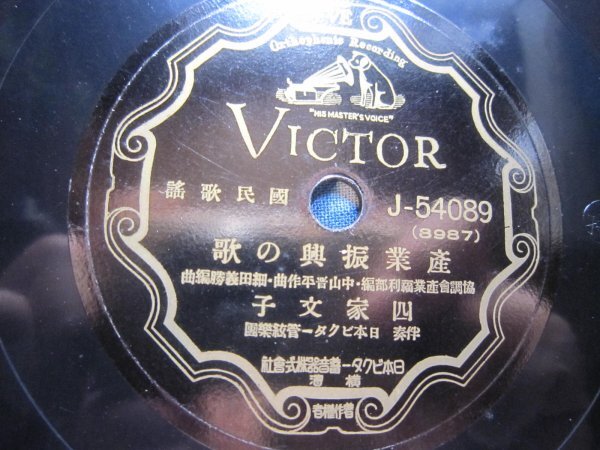 Orthophonic Recording
"HIS MASTER'S VOICE"
VICTOR
國民歌謠
J-54089
(8987)
產業振興の歌
協調會產業福利部編・中山晋平作曲・細田義勝編曲
四家文子
伴奏 日本ビクター管絃樂團
日本ビクター蓄音器株式會社
橫濱